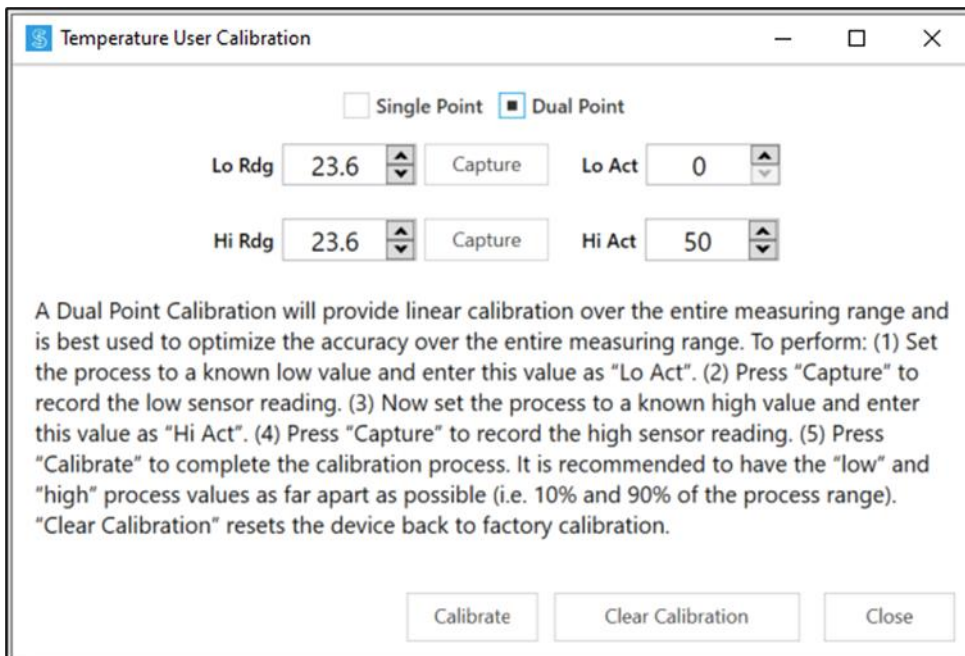 Temperature User Calibration
Single Point Dual Point
Lo Rdg 23.6 Capture Lo Act 0
Hi Rdg 23.6 Capture Hi Act 50
A Dual Point Calibration will provide linear calibration over the entire measuring range and
is best used to optimize the accuracy over the entire measuring range. To perform: (1) Set
the process to a known low value and enter this value as “Lo Act”. (2) Press “Capture” to
record the low sensor reading. (3) Now set the process to a known high value and enter
this value as “Hi Act”. (4) Press “Capture” to record the high sensor reading. (5) Press
“Calibrate” to complete the calibration process. It is recommended to have the “low” and
“high” process values as far apart as possible (i.e. 10% and 90% of the process range).
“Clear Calibration” resets the device back to factory calibration.
Calibrate Clear Calibration Close